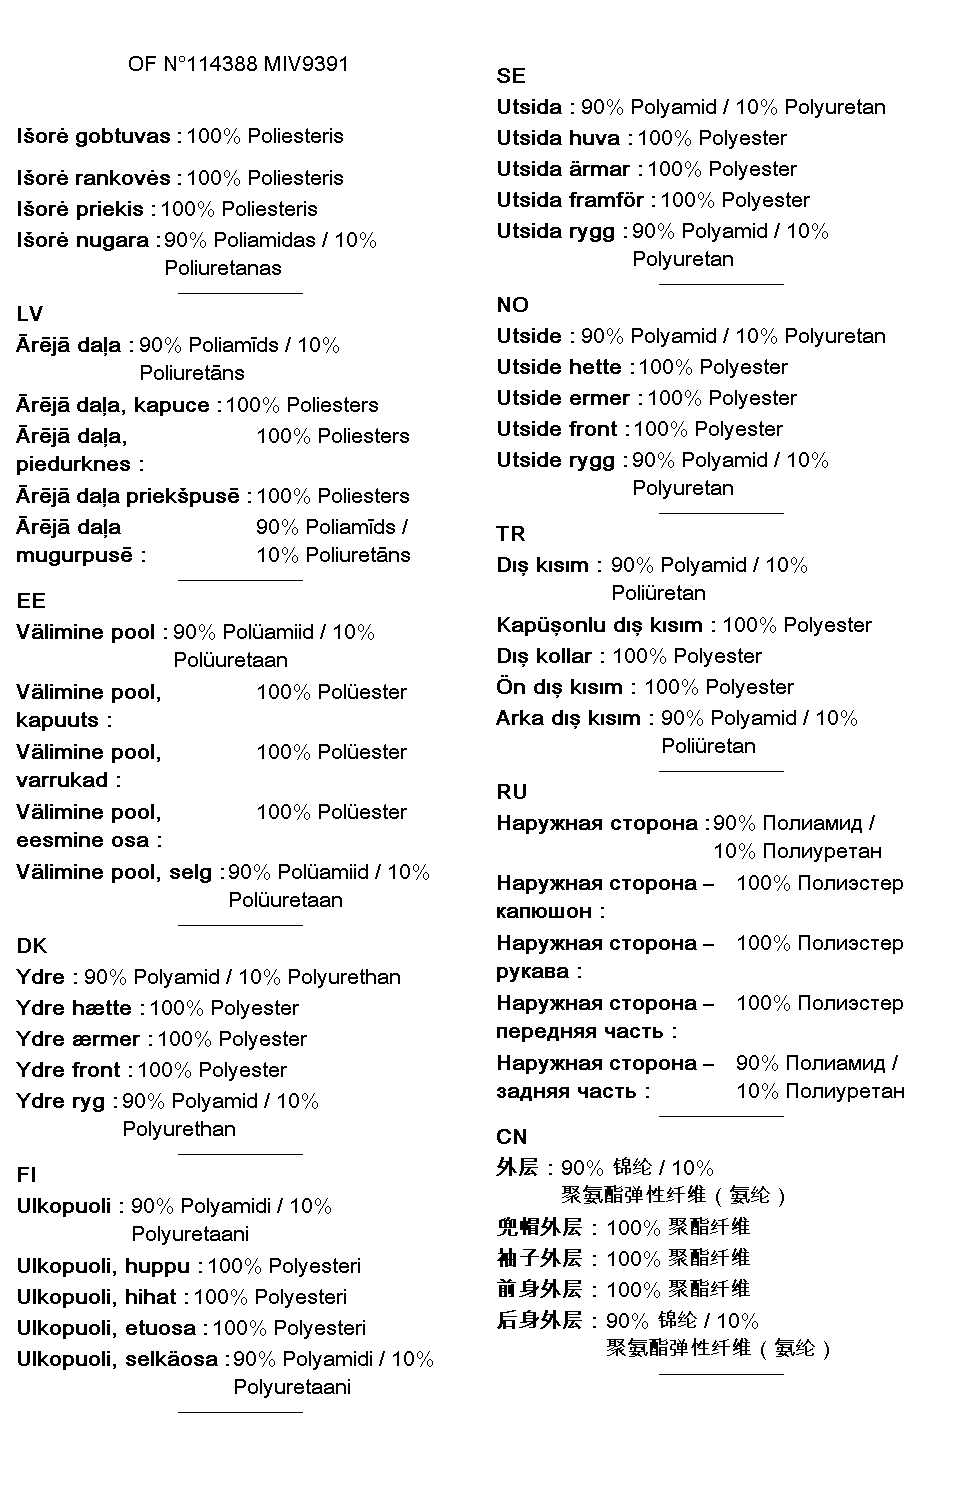 OF N°114388 MIV9391
Išorė gobtuvas : 100% Poliesteris
Išorė rankovės : 100% Poliesteris
Išorė priekis : 100% Poliesteris
Išorė nugara : 90% Poliamidas / 10%
Poliuretanas
LV
Ārējā daļa : 90% Poliamīds / 10%
Poliuretāns
Ārējā daļa, kapuce : 100% Poliesters
Ārējā daļa, 100% Poliesters
piedurknes :
Ārējā daļa priekšpusē : 100% Poliesters
Ārējā daļa 90% Poliamīds /
mugurpusē : 10% Poliuretāns
EE
Välimine pool : 90% Polüamiid / 10%
Polüuretaan
Välimine pool, 100% Polüester
kapuuts :
Välimine pool, 100% Polüester
varrukad :
Välimine pool, 100% Polüester
eesmine osa :
Välimine pool, selg : 90% Polüamiid / 10%
Polüuretaan
DK
Ydre : 90% Polyamid / 10% Polyurethan
Ydre hætte : 100% Polyester
Ydre ærmer : 100% Polyester
Ydre front : 100% Polyester
Ydre ryg : 90% Polyamid / 10%
Polyurethan
FI
Ulkopuoli : 90% Polyamidi / 10%
Polyuretaani
Ulkopuoli, huppu : 100% Polyesteri
Ulkopuoli, hihat : 100% Polyesteri
Ulkopuoli, etuosa : 100% Polyesteri
Ulkopuoli, selkäosa : 90% Polyamidi / 10%
Polyuretaani
SE
Utsida : 90% Polyamid / 10% Polyuretan
Utsida huva : 100% Polyester
Utsida ärmar : 100% Polyester
Utsida framför : 100% Polyester
Utsida rygg : 90% Polyamid / 10%
Polyuretan
NO
Utside : 90% Polyamid / 10% Polyuretan
Utside hette : 100% Polyester
Utside ermer : 100% Polyester
Utside front : 100% Polyester
Utside rygg : 90% Polyamid / 10%
Polyuretan
TR
Dış kısım : 90% Polyamid / 10%
Poliüretan
Kapüşonlu dış kısım : 100% Polyester
Dış kollar : 100% Polyester
Ön dış kısım : 100% Polyester
Arka dış kısım : 90% Polyamid / 10%
Poliüretan
RU
Наружная сторона : 90% Полиамид /
10% Полиуретан
Наружная сторона – 100% Полиэстер
капюшон :
Наружная сторона – 100% Полиэстер
рукава :
Наружная сторона – 100% Полиэстер
передняя часть :
Наружная сторона – 90% Полиамид /
задняя часть : 10% Полиуретан
CN
外层 : 90% 锦纶 / 10%
聚氨酯弹性纤维（氨纶）
兜帽外层 : 100% 聚酯纤维
袖子外层 : 100% 聚酯纤维
前身外层 : 100% 聚酯纤维
后身外层 : 90% 锦纶 / 10%
聚氨酯弹性纤维（氨纶）